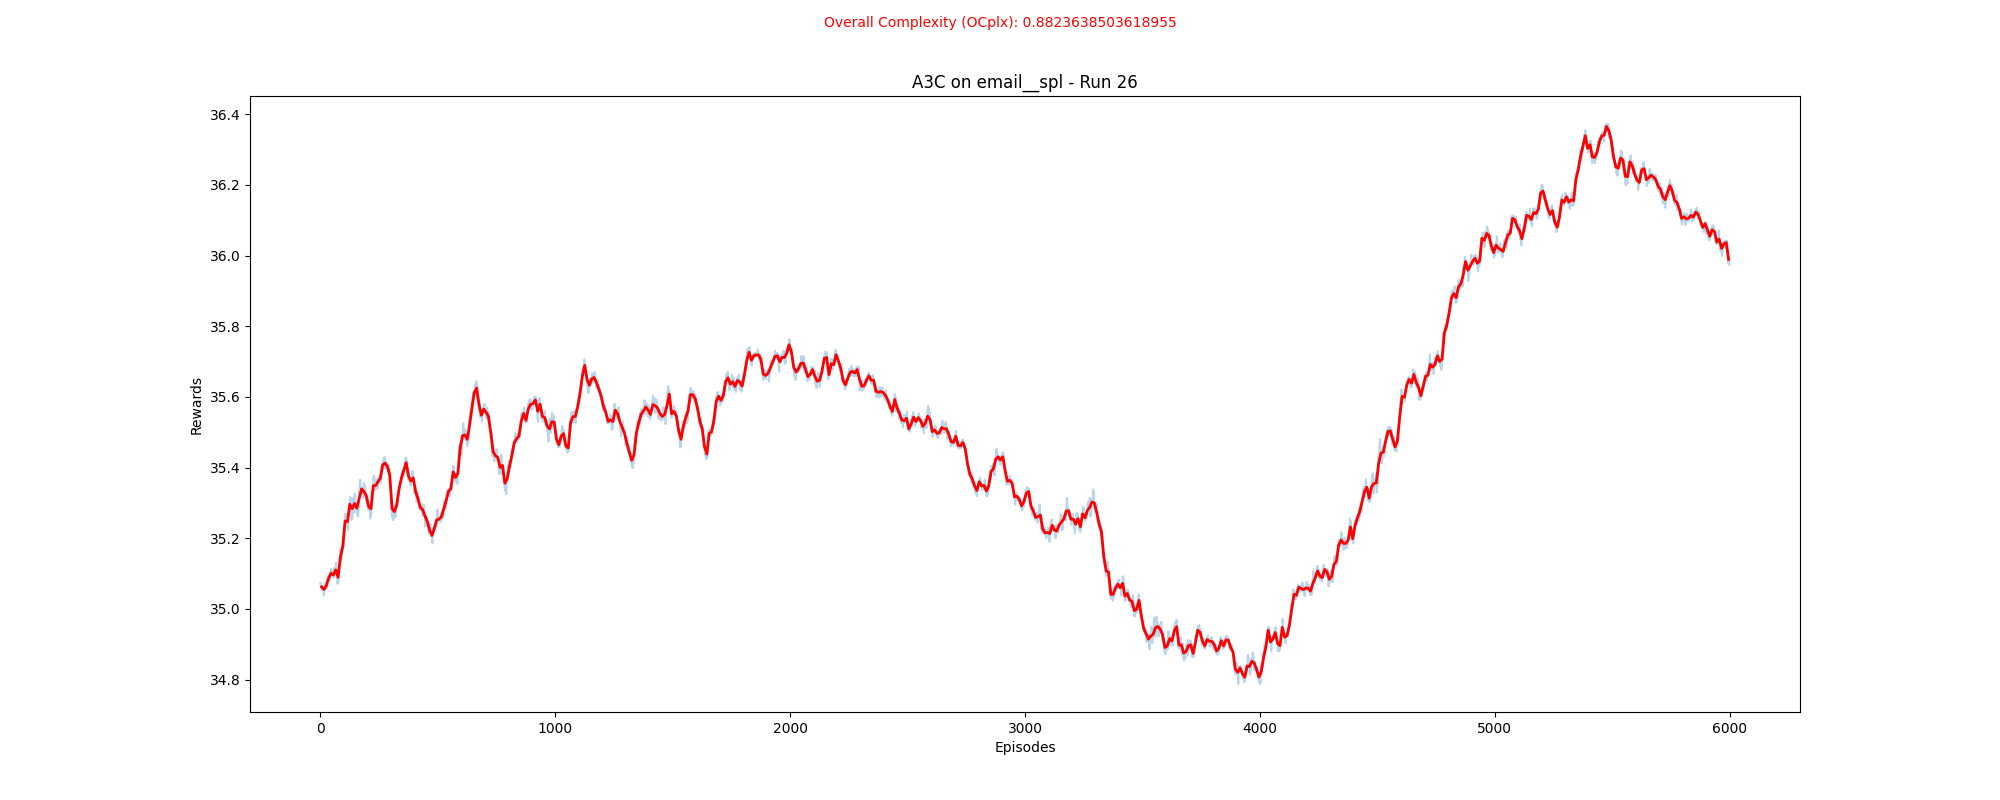 Overall Complexity (OCplx): 0.8823638503618955
A3C on email__spl - Run 26
36.4
36.2
36.0
35.8
35.6
35.4
35.2
35.0
34.8
Rewards
0 1000 2000 3000 4000 5000 6000
Episodes